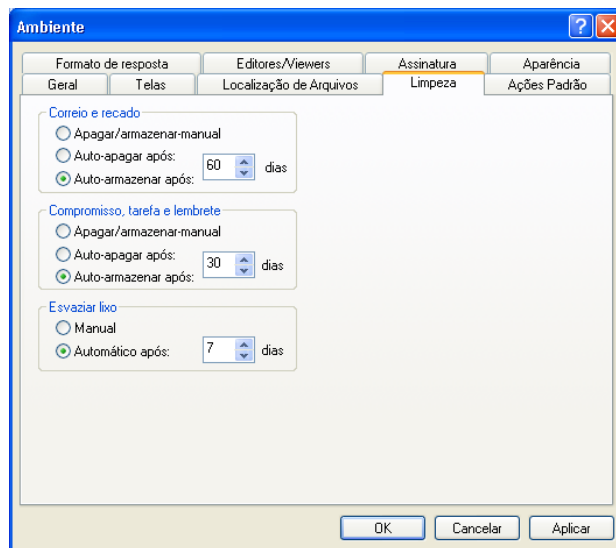 Ambiente
Formato de resposta Editores/Viewers Assinatura Aparência
Geral Telas Localização de Arquivos Limpeza Ações Padrão
Correio e recado
Apagar/armazenar-manual
Auto-apagar após:
60 dias
Auto-armazenar após:
Compromisso, tarefa e lembrete
Apagar/armazenar-manual
Auto-apagar após:
30 dias
Auto-armazenar após:
Esvaziar lixo
Manual
Automático após: 7 dias
OK Cancelar Aplicar